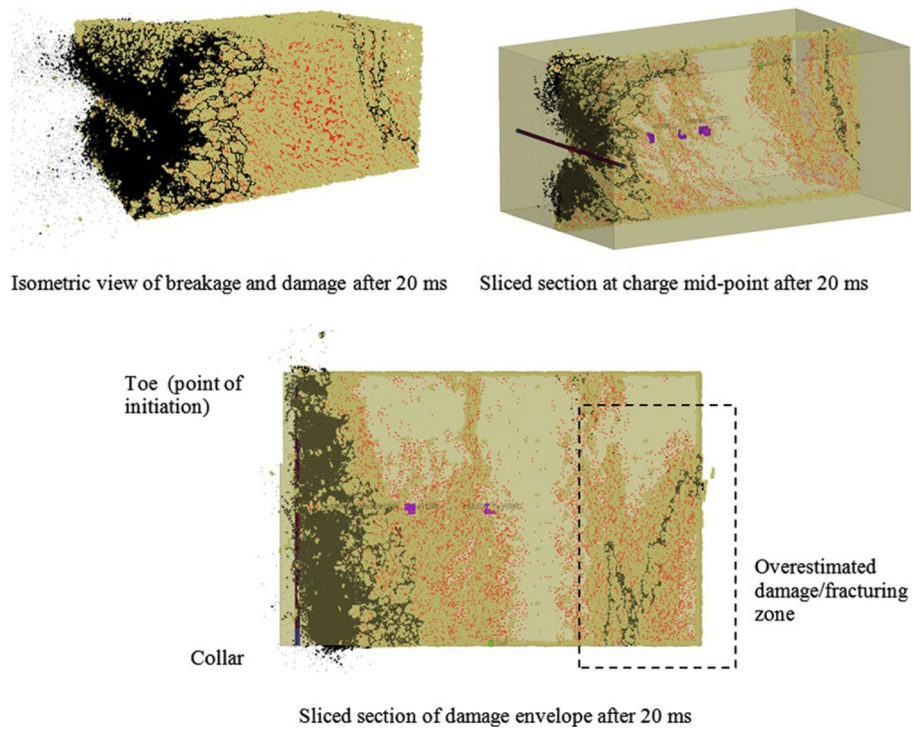 Isometric view of breakage and damage after 20 ms
Sliced section at charge mid-point after 20 ms
Toe (point of
initiation)
Overestimated
damage/fracturing
zone
Collar
Sliced section of damage envelope after 20 ms